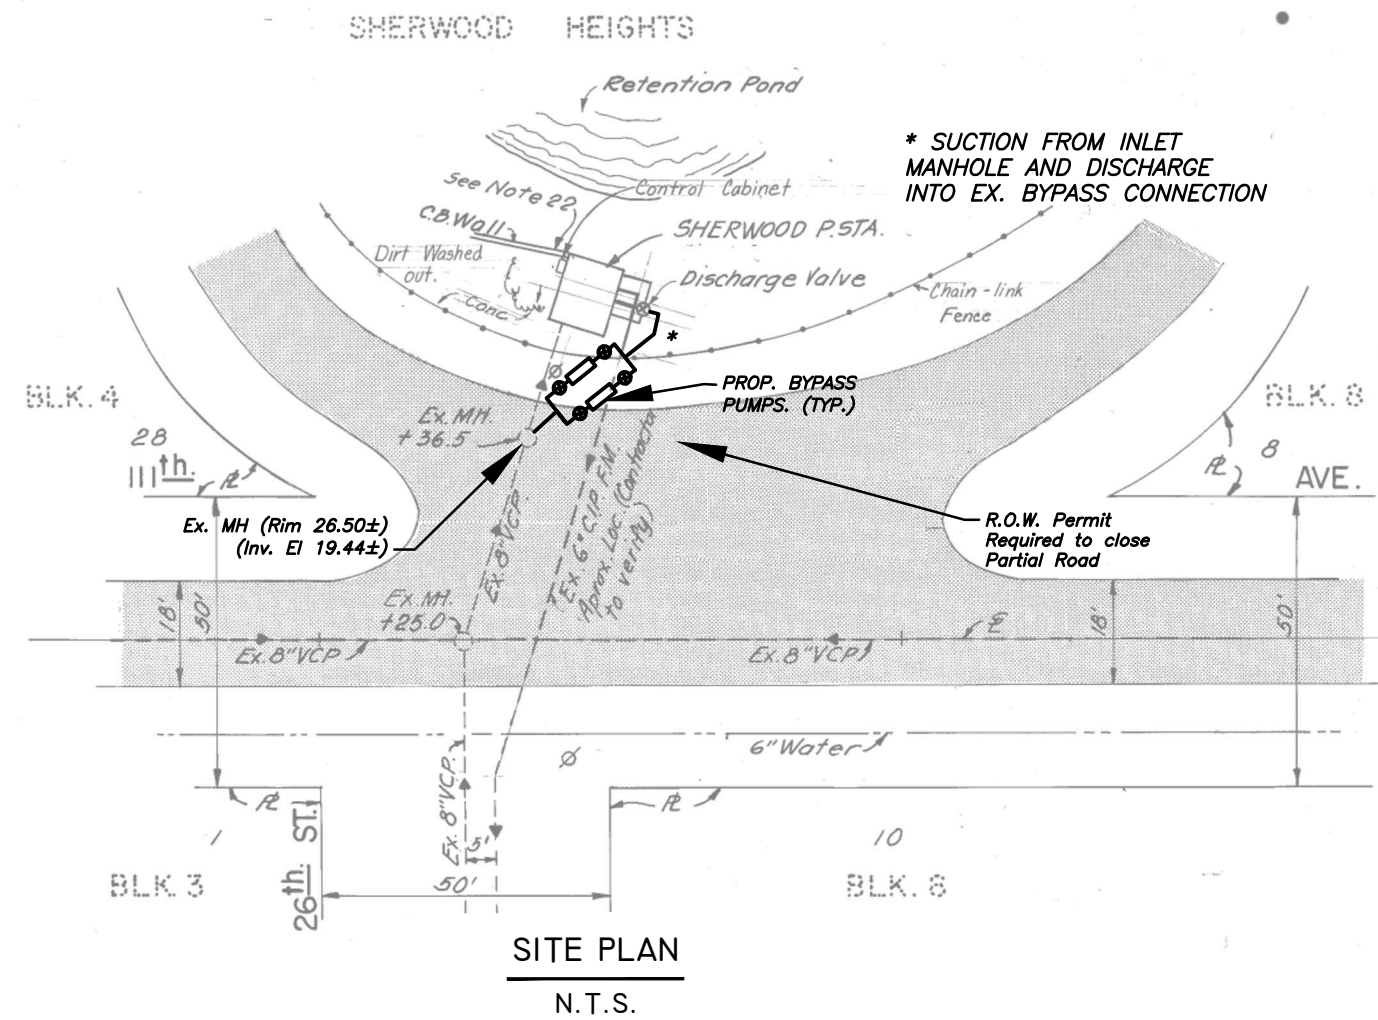 SHERWOOD HEIGHTS
Retention Pond
* SUCTION FROM INLET
MANHOLE AND DISCHARGE
INTO EX. BYPASS CONNECTION
See Note 22
Control Cabinet
C.B. Wall
SHERWOOD P.STA.
Dirt Washed
out.
Discharge Valve
Conc
Chain-link
Fence
*
PROP. BYPASS
PUMPS. (TYP.)
BLK. 4
BLK. 8
Ex. MH.
+36.5
28
8
111th.
AVE.
Ex. MH (Rim 26.50±)
(Inv. El 19.44±)
R.O.W. Permit
Required to close
Partial Road
Ex. 8" VCP.
Ex. 6" C.I.P. F.M.
Aprox. Loc. (Contractor
to verify)
Ex. MH.
+25.0
18'
50'
18'
50'
Ex. 8" VCP
Ex. 8" VCP
6" Water
Ex. 8" VCP.
5'
50'
26th. ST.
1
10
BLK. 3
BLK. 8
SITE PLAN
N.T.S.